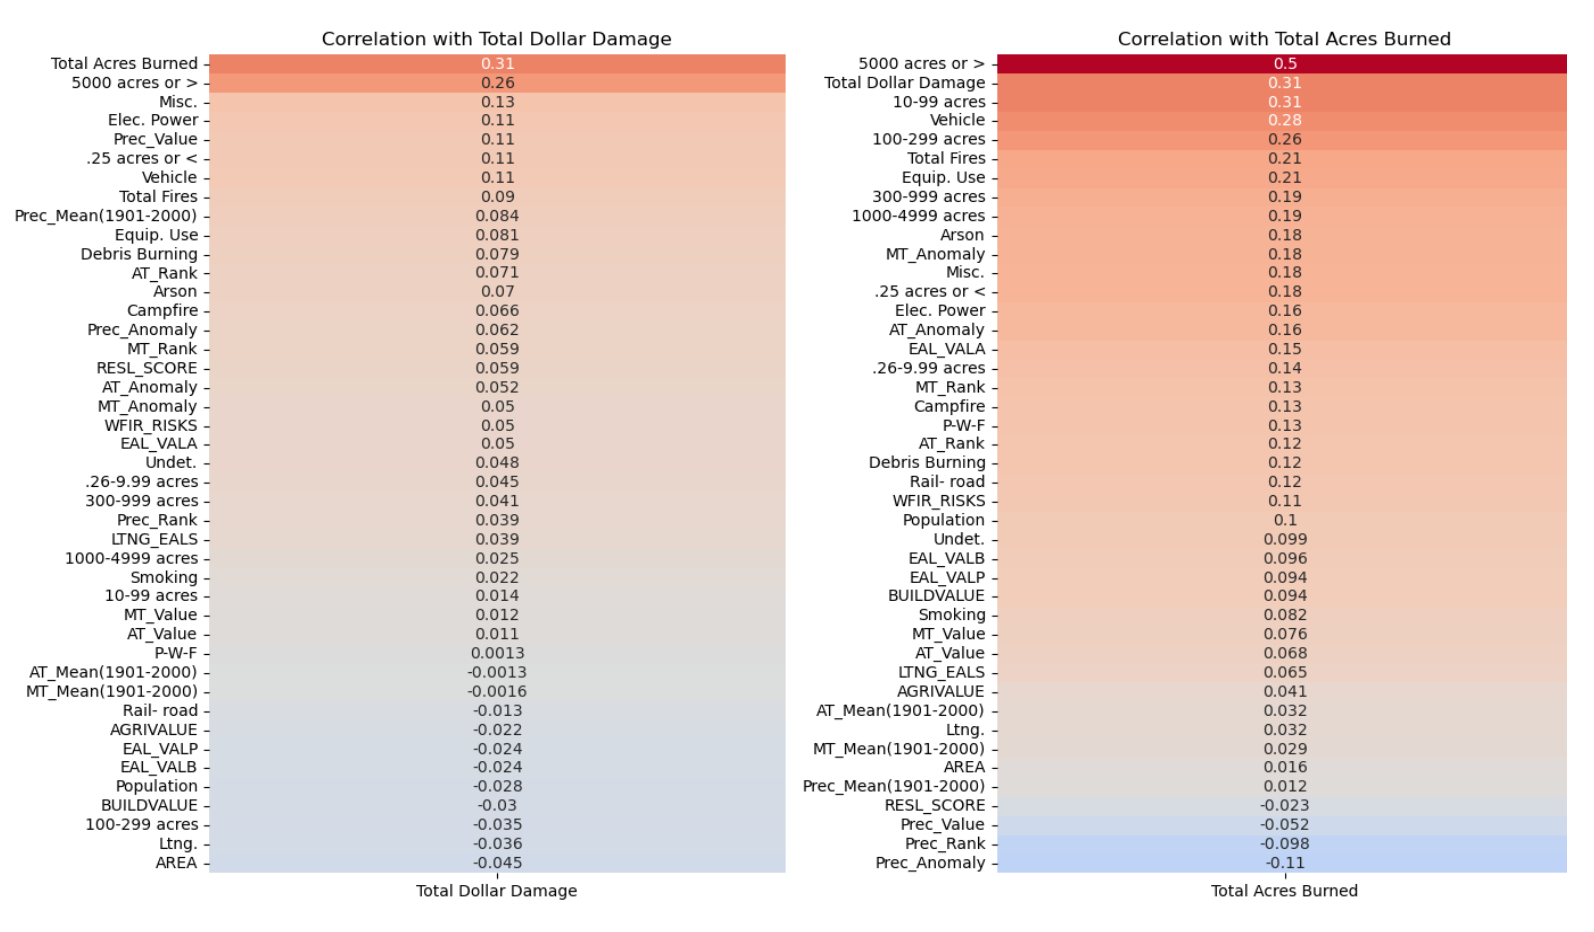 Correlation with Total Dollar Damage
Total Acres Burned 0.31
5000 acres or > 0.26
Misc. 0.13
Elec. Power 0.11
Prec_Value 0.11
.25 acres or < 0.11
Vehicle 0.11
Total Fires 0.09
Prec_Mean(1901-2000) 0.084
Equip. Use 0.081
Debris Burning 0.079
AT_Rank 0.071
Arson 0.07
Campfire 0.066
Prec_Anomaly 0.062
MT_Rank 0.059
RESL_SCORE 0.059
AT_Anomaly 0.052
MT_Anomaly 0.05
WFIR_RISKS 0.05
EAL_VALA 0.05
Undet. 0.048
.26-9.99 acres 0.045
300-999 acres 0.041
Prec_Rank 0.039
LTNG_EALS 0.039
1000-4999 acres 0.025
Smoking 0.022
10-99 acres 0.014
MT_Value 0.012
AT_Value 0.011
P-W-F 0.0013
AT_Mean(1901-2000) -0.0013
MT_Mean(1901-2000) -0.0016
Rail- road -0.013
AGRIVALUE -0.022
EAL_VALP -0.024
EAL_VALB -0.024
Population -0.028
BUILDVALUE -0.03
100-299 acres -0.035
Ltng. -0.036
AREA -0.045
Total Dollar Damage
Correlation with Total Acres Burned
5000 acres or > 0.5
Total Dollar Damage 0.31
10-99 acres 0.31
Vehicle 0.28
100-299 acres 0.26
Total Fires 0.21
Equip. Use 0.21
300-999 acres 0.19
1000-4999 acres 0.19
Arson 0.18
MT_Anomaly 0.18
Misc. 0.18
.25 acres or < 0.18
Elec. Power 0.16
AT_Anomaly 0.16
EAL_VALA 0.15
.26-9.99 acres 0.14
MT_Rank 0.13
Campfire 0.13
P-W-F 0.13
AT_Rank 0.12
Debris Burning 0.12
Rail- road 0.12
WFIR_RISKS 0.11
Population 0.1
Undet. 0.099
EAL_VALB 0.096
EAL_VALP 0.094
BUILDVALUE 0.094
Smoking 0.082
MT_Value 0.076
AT_Value 0.068
LTNG_EALS 0.065
AGRIVALUE 0.041
AT_Mean(1901-2000) 0.032
Ltng. 0.032
MT_Mean(1901-2000) 0.029
AREA 0.016
Prec_Mean(1901-2000) 0.012
RESL_SCORE -0.023
Prec_Value -0.052
Prec_Rank -0.098
Prec_Anomaly -0.11
Total Acres Burned